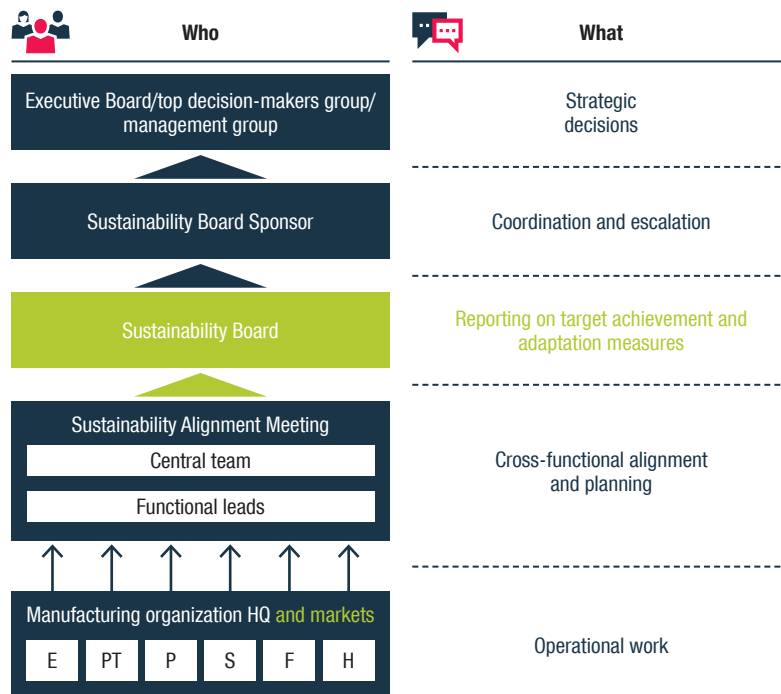 Who
What
Executive Board/top decision-makers group/
management group
Strategic
decisions
Sustainability Board Sponsor
Coordination and escalation
Sustainability Board
Reporting on target achievement and
adaptation measures
Sustainability Alignment Meeting
Central team
Functional leads
Cross-functional alignment
and planning
Manufacturing organization HQ and markets
E PT P S F H
Operational work